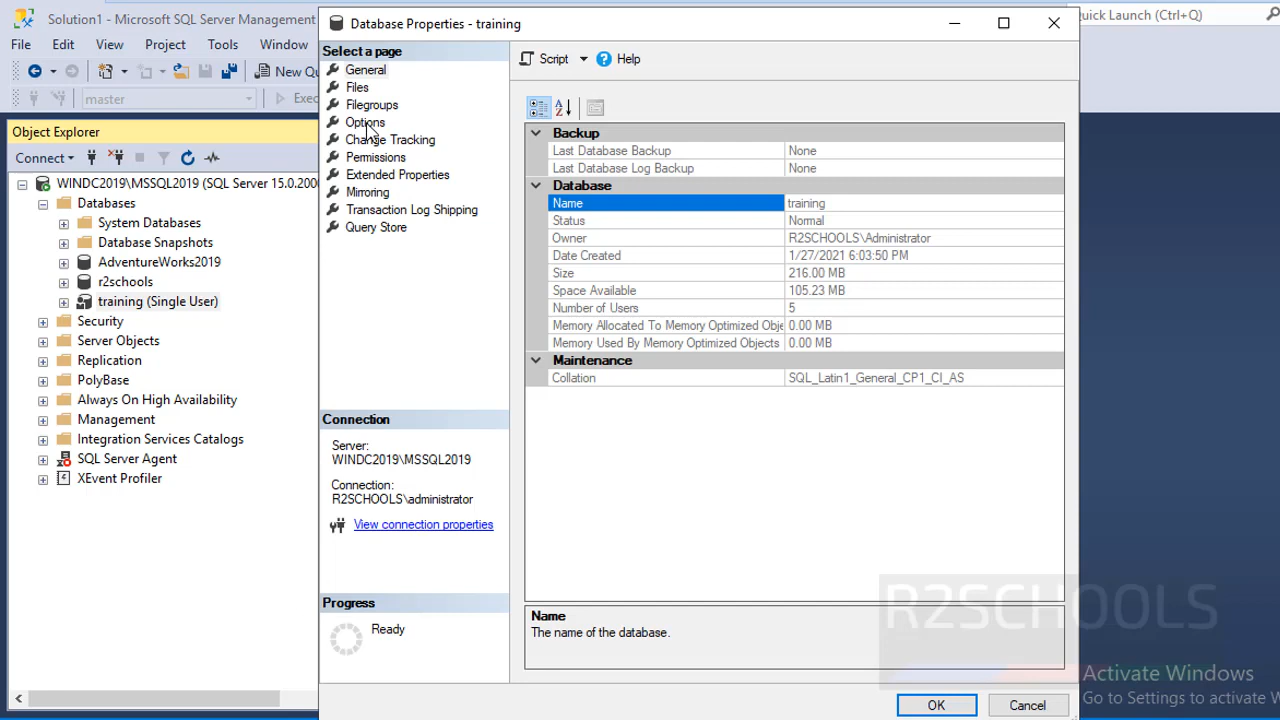 Solution1 - Microsoft SQL Server Management
Quick Launch (Ctrl+Q)
File Edit View Project Tools Window
New Qu
master
Exec
Object Explorer
Connect
WINDC2019\MSSQL2019 (SQL Server 15.0.2000
Databases
System Databases
Database Snapshots
AdventureWorks2019
r2schools
training (Single User)
Security
Server Objects
Replication
PolyBase
Always On High Availability
Management
Integration Services Catalogs
SQL Server Agent
XEvent Profiler
Database Properties - training
Select a page
General
Files
Filegroups
Options
Change Tracking
Permissions
Extended Properties
Mirroring
Transaction Log Shipping
Query Store
Connection
Server:
WINDC2019\MSSQL2019
Connection:
R2SCHOOLS\administrator
View connection properties
Progress
Ready
Script Help
Backup
Last Database Backup None
Last Database Log Backup None
Database
Name training
Status Normal
Owner R2SCHOOLS\Administrator
Date Created 1/27/2021 6:03:50 PM
Size 216.00 MB
Space Available 105.23 MB
Number of Users 5
Memory Allocated To Memory Optimized Obje 0.00 MB
Memory Used By Memory Optimized Objects 0.00 MB
Maintenance
Collation SQL_Latin1_General_CP1_CI_AS
Name
The name of the database.
OK Cancel
R2SCHOOLS
Activate Windows
Go to Settings to activate W